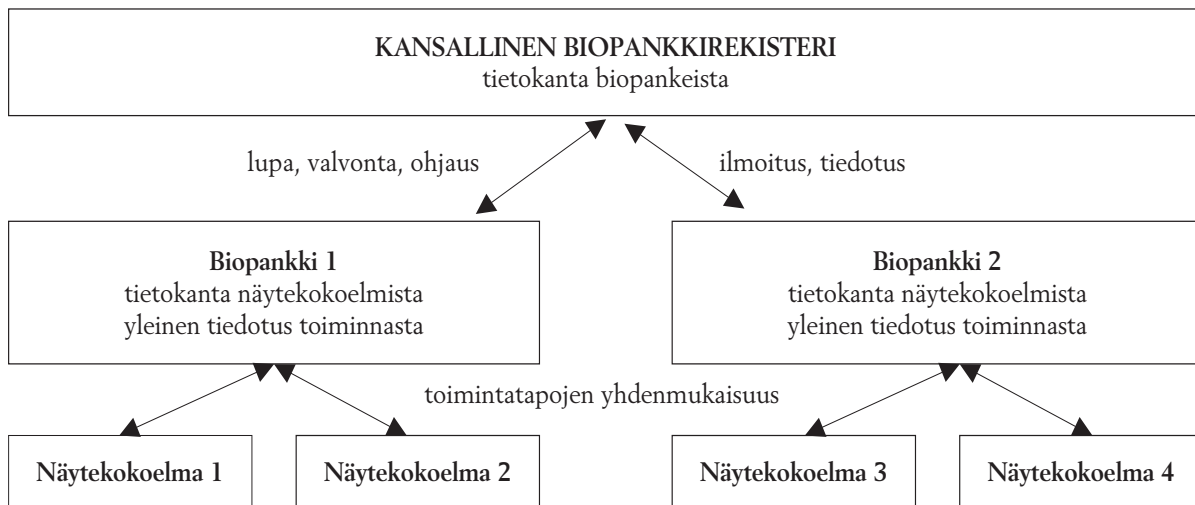 KANSALLINEN BIOPANKKIREKISTERI
tietokanta biopankeista
lupa, valvonta, ohjaus
ilmoitus, tiedotus
Biopankki 1
tietokanta näytekokoelmista
yleinen tiedotus toiminnasta
Biopankki 2
tietokanta näytekokoelmista
yleinen tiedotus toiminnasta
toimintatapojen yhdenmukaisuus
Näytekokoelma 1
Näytekokoelma 2
Näytekokoelma 3
Näytekokoelma 4